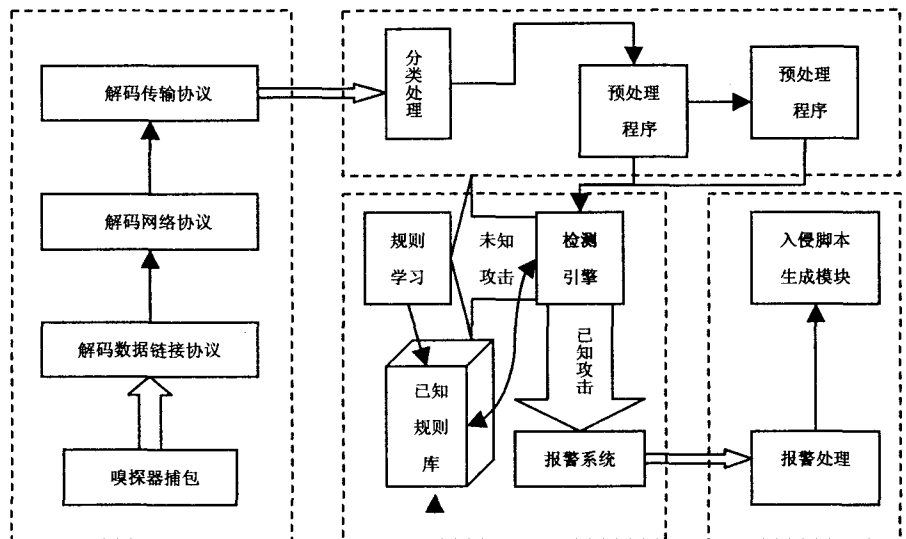 解码传输协议
解码网络协议
解码数据链接协议
嗅探器捕包
分类处理
预处理
程序
预处理
程序
规则
学习
未知
攻击
检测
引擎
已知攻击
已知
规则
库
报警系统
入侵脚本
生成模块
报警处理